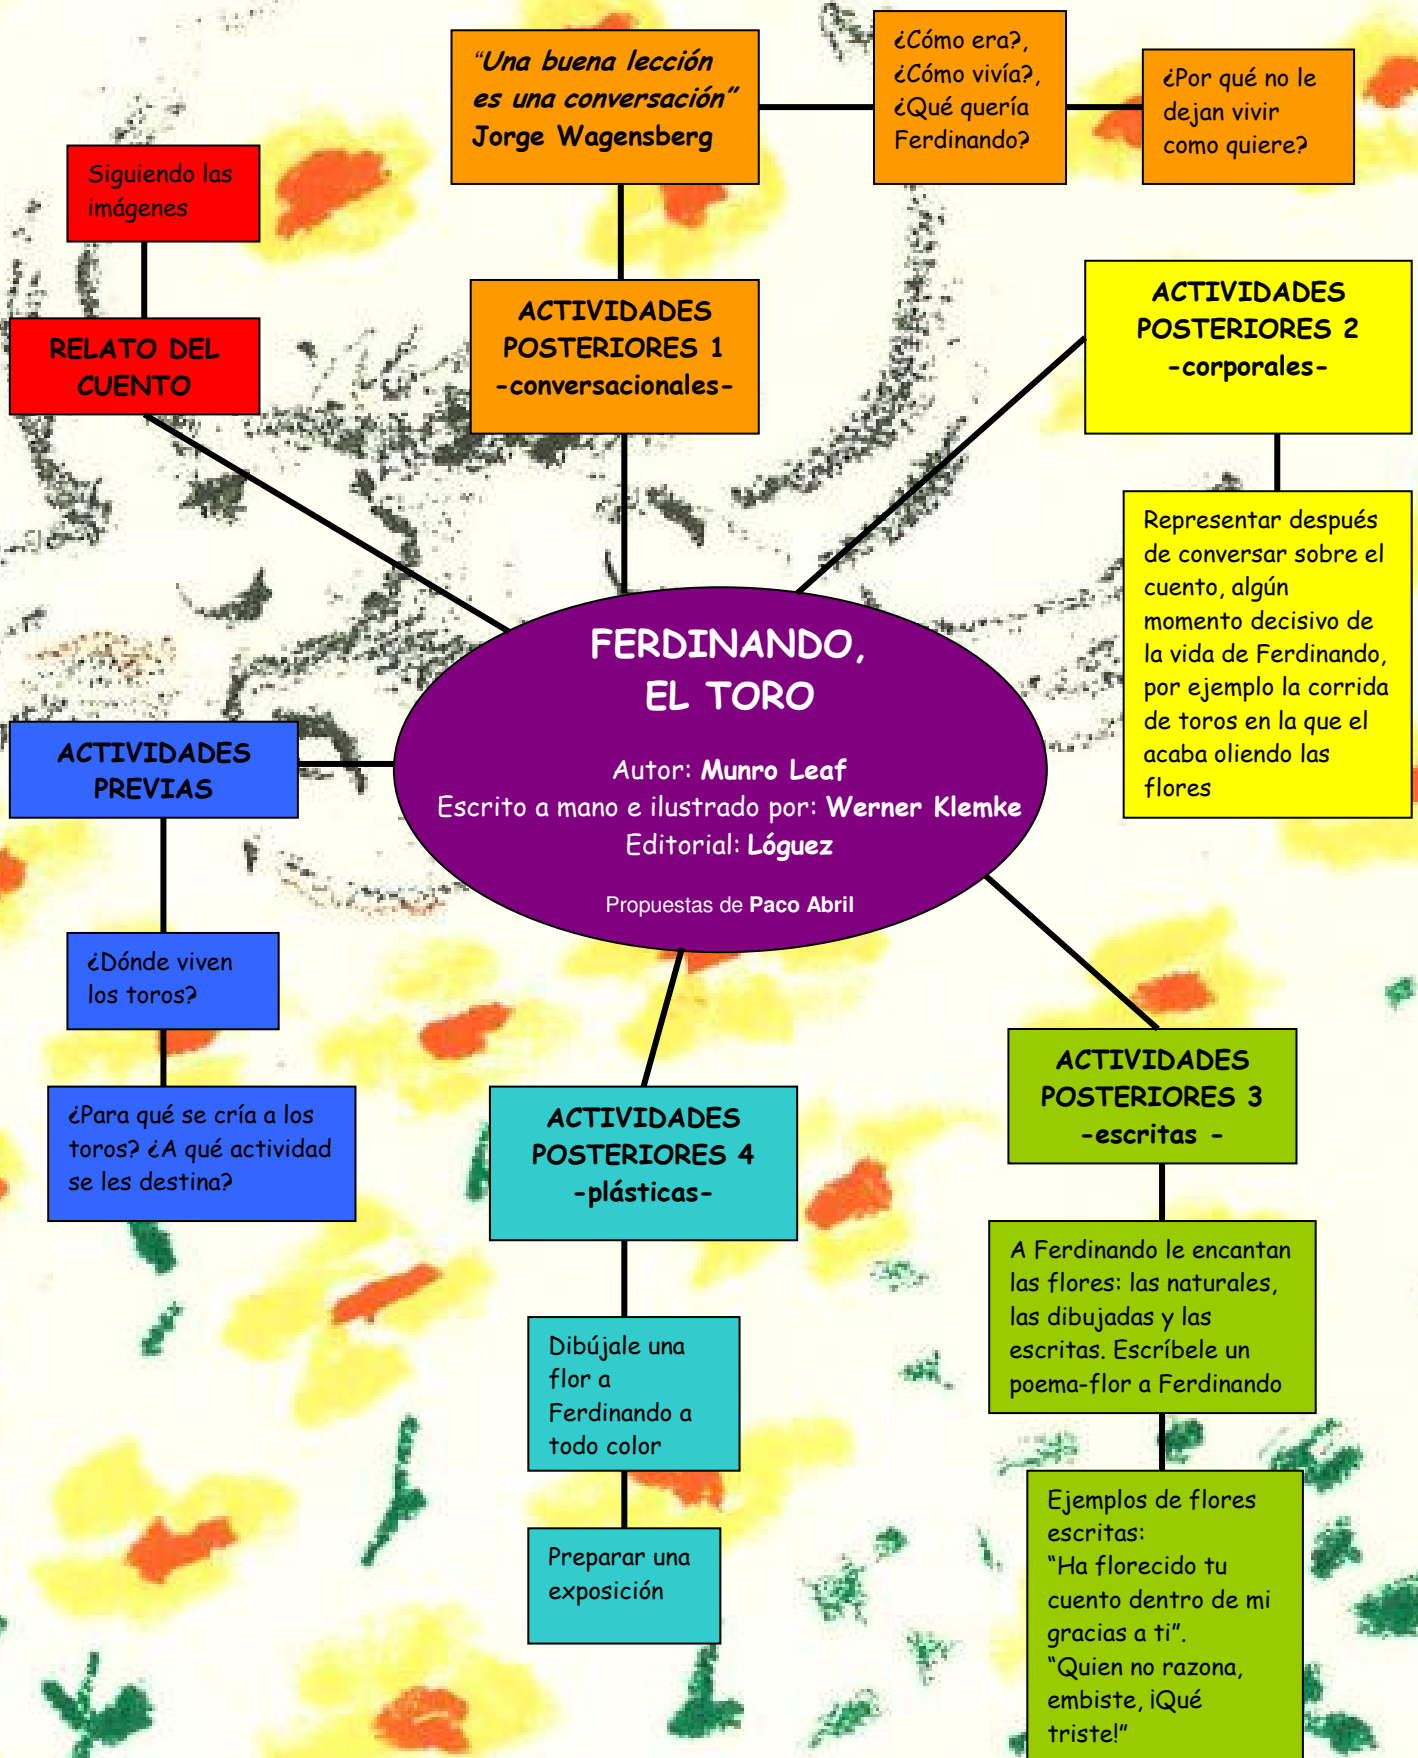 “Una buena lección
es una conversación”
Jorge Wagensberg
¿Cómo era?,
¿Cómo vivía?,
¿Qué quería
Ferdinando?
¿Por qué no le
dejan vivir
como quiere?
Siguiendo las
imágenes
RELATO DEL
CUENTO
ACTIVIDADES
POSTERIORES 1
-conversacionales-
ACTIVIDADES
POSTERIORES 2
-corporales-
Representar después
de conversar sobre el
cuento, algún
momento decisivo de
la vida de Ferdinando,
por ejemplo la corrida
de toros en la que el
acaba oliendo las
flores
FERDINANDO,
EL TORO
Autor: Munro Leaf
Escrito a mano e ilustrado por: Werner Klemke
Editorial: Lóguez
Propuestas de Paco Abril
ACTIVIDADES
PREVIAS
¿Dónde viven
los toros?
¿Para qué se cría a los
toros? ¿A qué actividad
se les destina?
ACTIVIDADES
POSTERIORES 4
-plásticas-
Dibújale una
flor a
Ferdinando a
todo color
Preparar una
exposición
ACTIVIDADES
POSTERIORES 3
-escritas -
A Ferdinando le encantan
las flores: las naturales,
las dibujadas y las
escritas. Escríbele un
poema-flor a Ferdinando
Ejemplos de flores
escritas:
“Ha florecido tu
cuento dentro de mi
gracias a ti”.
“Quien no razona,
embiste, ¡Qué
triste!”